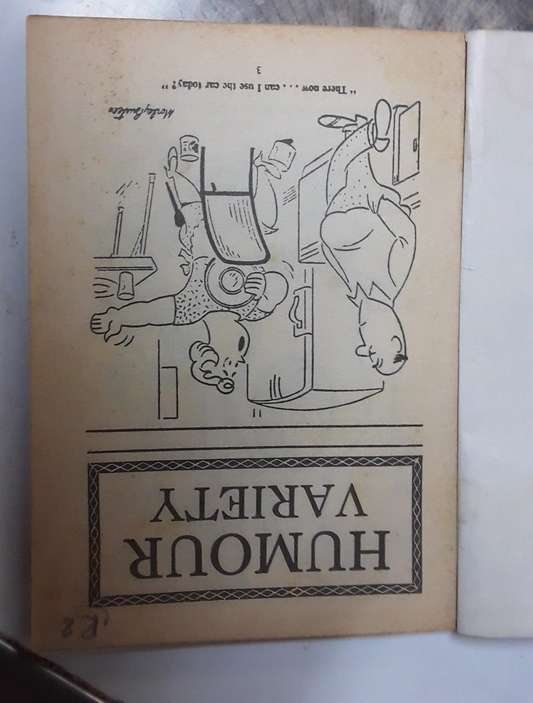 HUMOUR
VARIETY
" There now . . . . can I use the car today? "
3